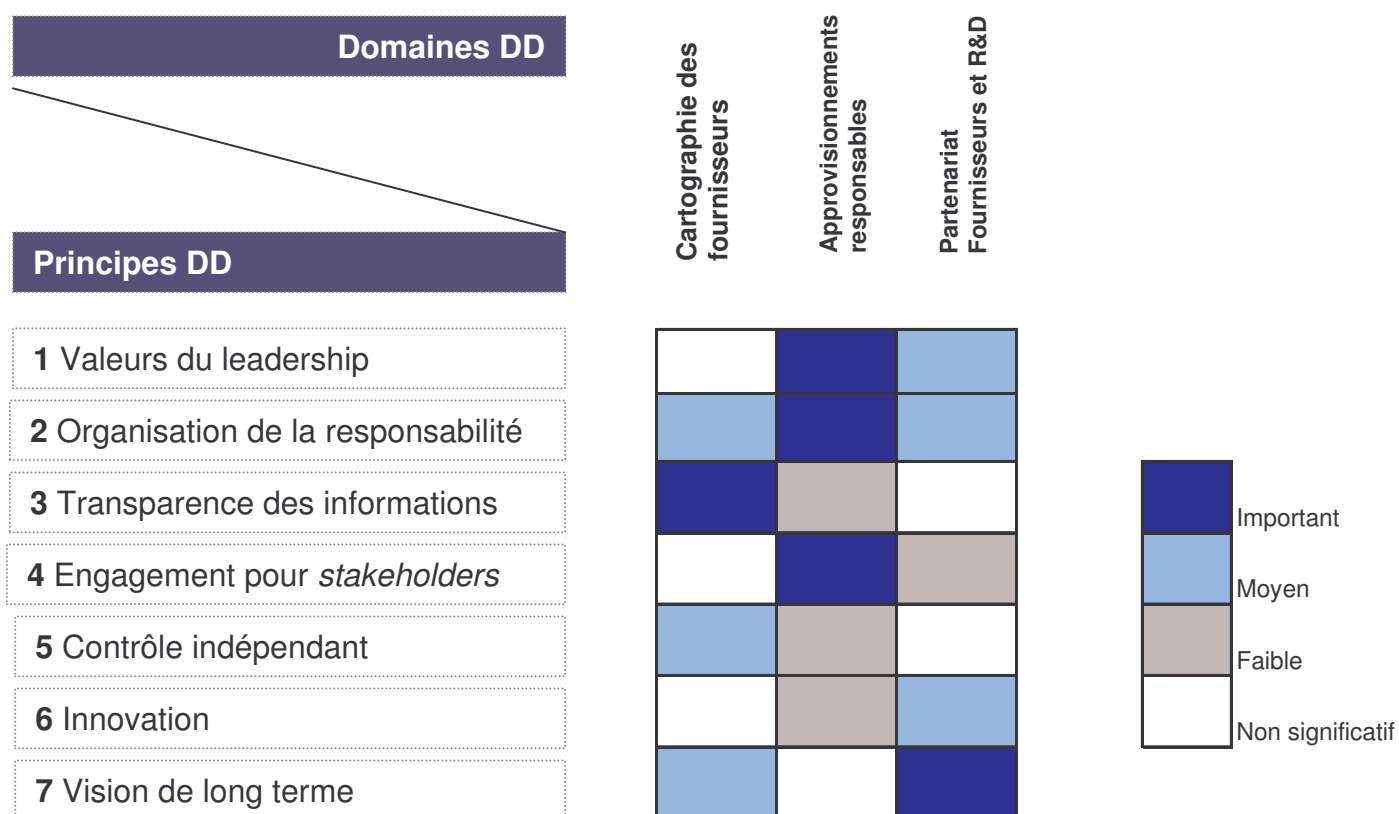 Domaines DD
Cartographie des
fournisseurs
Approvisionnements
responsables
Partenariat
Fournisseurs et R&D
Principes DD
1 Valeurs du leadership
2 Organisation de la responsabilité
3 Transparence des informations
4 Engagement pour stakeholders
5 Contrôle indépendant
6 Innovation
7 Vision de long terme
Important
Moyen
Faible
Non significatif